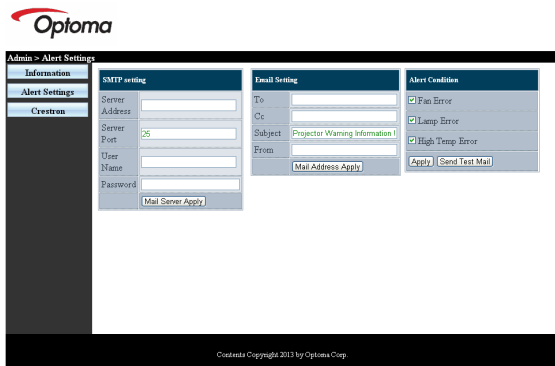 Optoma
Admin > Alert Settings
Information
Alert Settings
Crestron
SMTP setting
Server Address
Server Port
25
User Name
Password
Mail Server Apply
Email Setting
To
Cc
Subject
Projector Warning Information !
From
Mail Address Apply
Alert Condition
Fan Error
Lamp Error
High Temp Error
Apply
Send Test Mail
Contents Copyright 2013 by Optoma Corp.